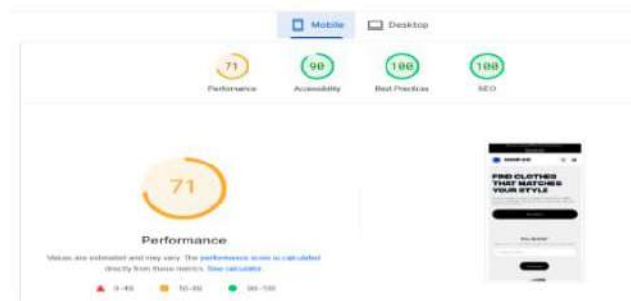 Mobile Desktop
71 90 100 100
Performance Accessibility Best Practices SEO
71
Performance
Values are estimated and may vary. The performance score is calculated
directly from these metrics. See calculator.
0-49 50-89 90-100
FIND CLOTHES
THAT MATCHES
YOUR STYLE